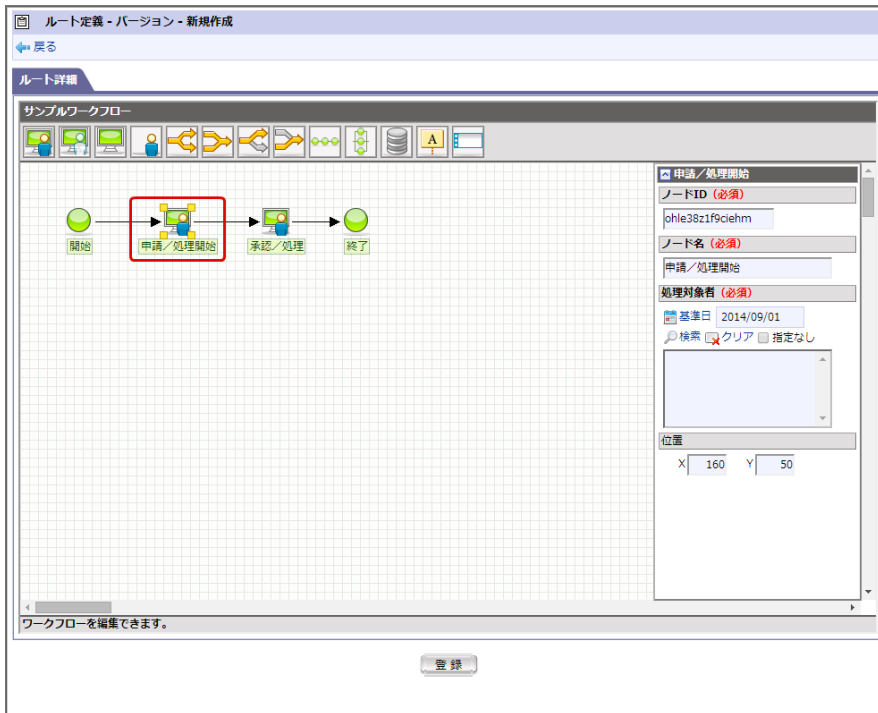 ルート定義 - バージョン - 新規作成
戻る
ルート詳細
サンプルワークフロー
A
開始
申請／処理開始
承認／処理
終了
申請／処理開始
ノードID (必須)
ohle38z1f9ciehm
ノード名 (必須)
申請／処理開始
処理対象者 (必須)
基準日 2014/09/01
検索 クリア 指定なし
位置
X 160 Y 50
ワークフローを編集できます。
登録